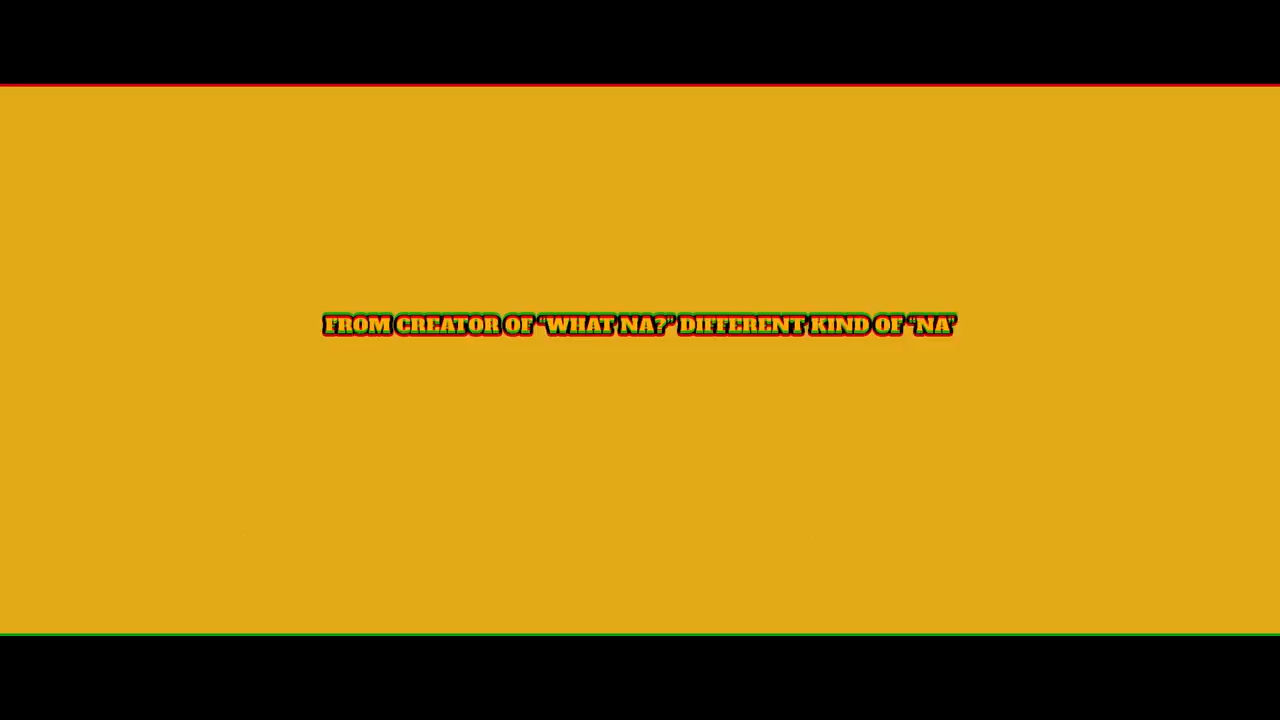 FROM CREATOR OF "WHAT NA?" DIFFERENT KIND OF "NA"